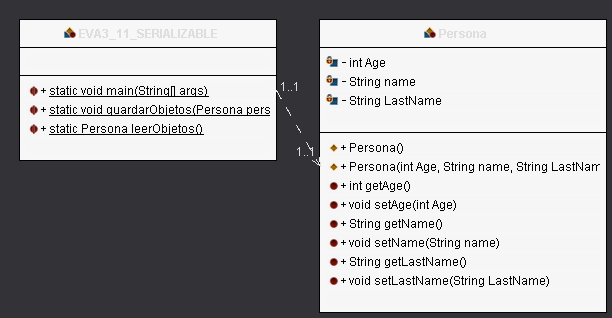 EVA3_11_SERIALIZABLE
+ static void main(String[] args)
+ static void guardarObjetos(Persona pers
+ static Persona leerObjetos()
1..1
1..1
Persona
- int Age
- String name
- String LastName
+ Persona()
+ Persona(int Age, String name, String LastNam
+ int getAge()
+ void setAge(int Age)
+ String getName()
+ void setName(String name)
+ String getLastName()
+ void setLastName(String LastName)